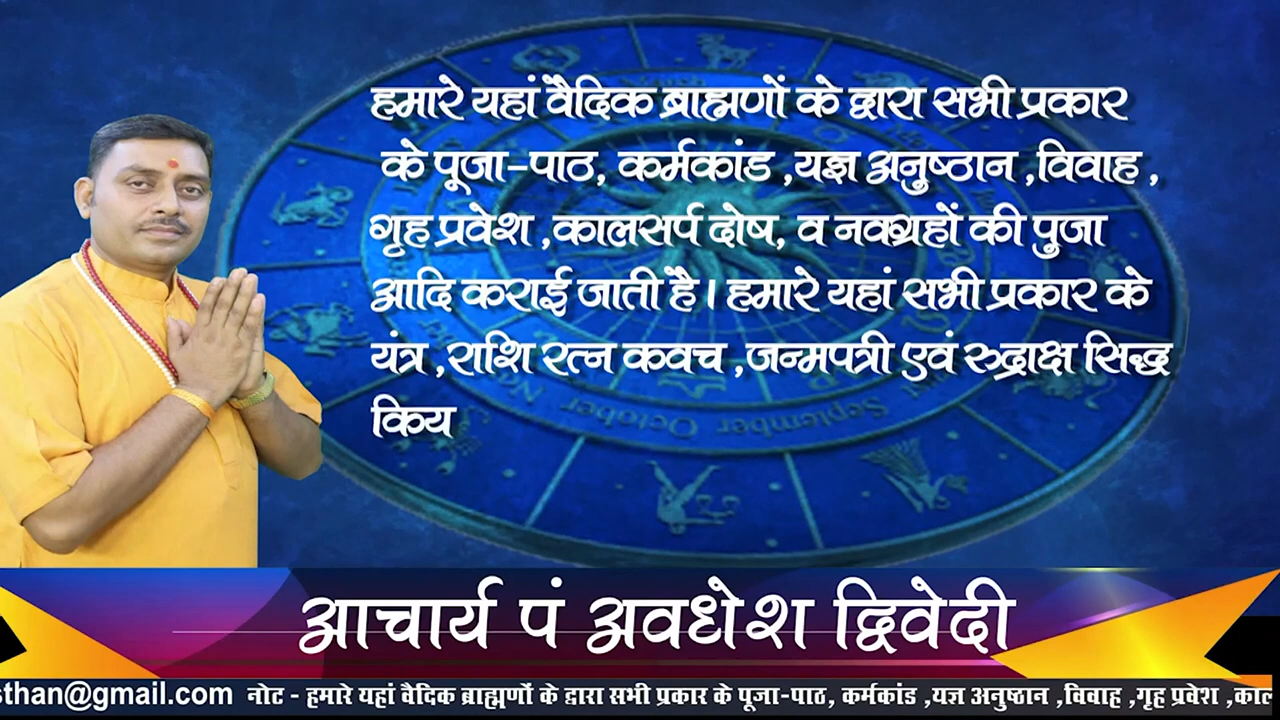 हमारे यहां वैदिक ब्राह्मणों के द्वारा सभी प्रकार
के पूजा-पाठ, कर्मकांड ,यज्ञ अनुष्ठान ,विवाह ,
गृह प्रवेश ,कालसर्प दोष, व नवग्रहों की पुजा
आदि कराई जाती है । हमारे यहां सभी प्रकार के
यंत्र ,राशि रत्न कवच ,जन्मपत्री एवं रुद्राक्ष सिद्ध
किय
September October
आचार्य पं अवधेश द्विवेदी
sthan@gmail.com नोट - हमारे यहां वैदिक ब्राह्मणों के द्वारा सभी प्रकार के पूजा-पाठ, कर्मकांड ,यज्ञ अनुष्ठान ,विवाह ,गृह प्रवेश ,काल